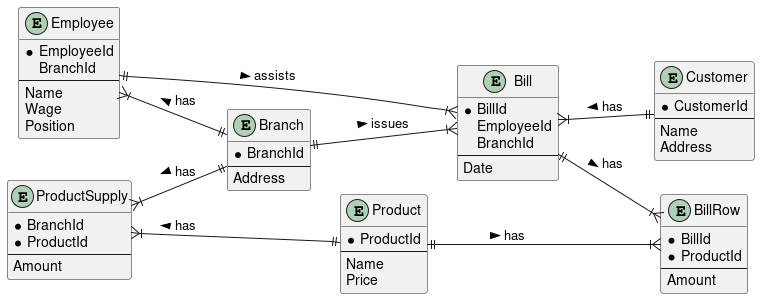 E Employee
* EmployeeId
BranchId
Name
Wage
Position
assists
has
E Branch
* BranchId
Address
issues
E Bill
* BillId
EmployeeId
BranchId
Date
has
E Customer
* CustomerId
Name
Address
has
has
E ProductSupply
* BranchId
* ProductId
Amount
has
E Product
* ProductId
Name
Price
has
E BillRow
* BillId
* ProductId
Amount